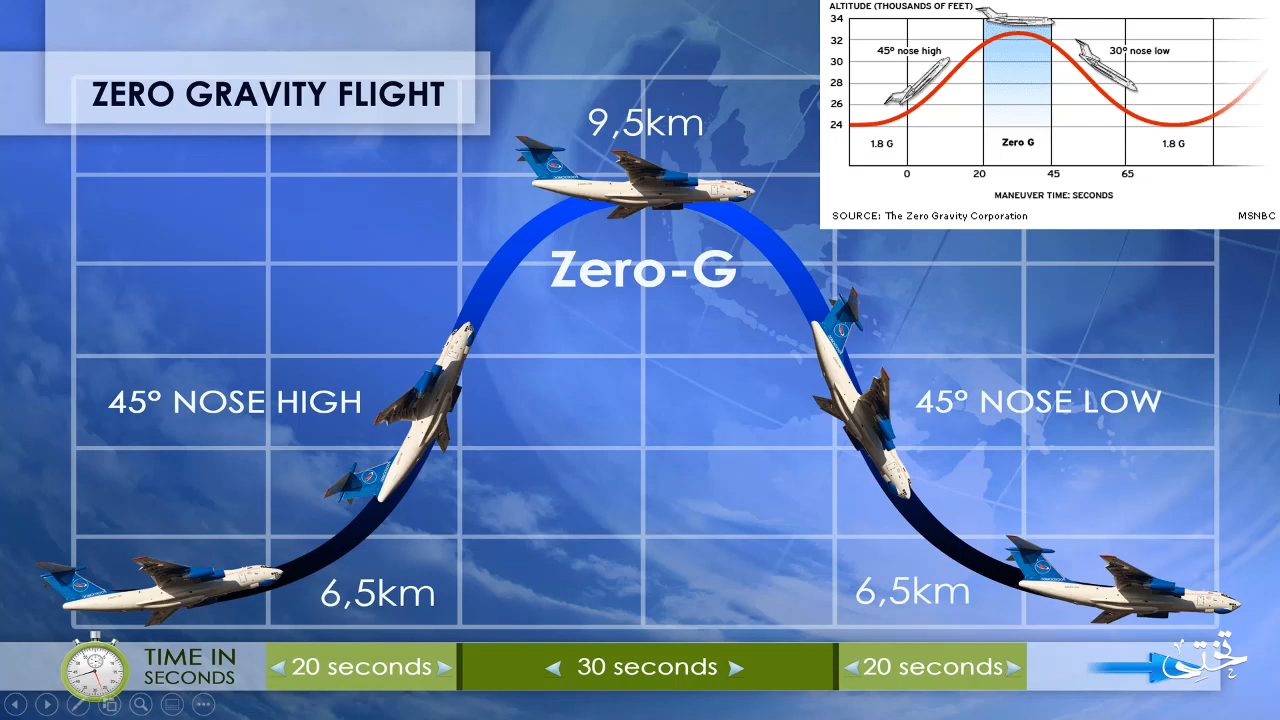 ZERO GRAVITY FLIGHT
9,5km
Zero-G
45° NOSE HIGH
45° NOSE LOW
6,5km
6,5km
TIME IN
SECONDS
20 seconds
30 seconds
20 seconds
تختی
ALTITUDE (THOUSANDS OF FEET)
34
32
30
28
26
24
45° nose high
30° nose low
1.8 G
Zero G
1.8 G
0
20
45
65
MANEUVER TIME: SECONDS
SOURCE: The Zero Gravity Corporation
MSNBC